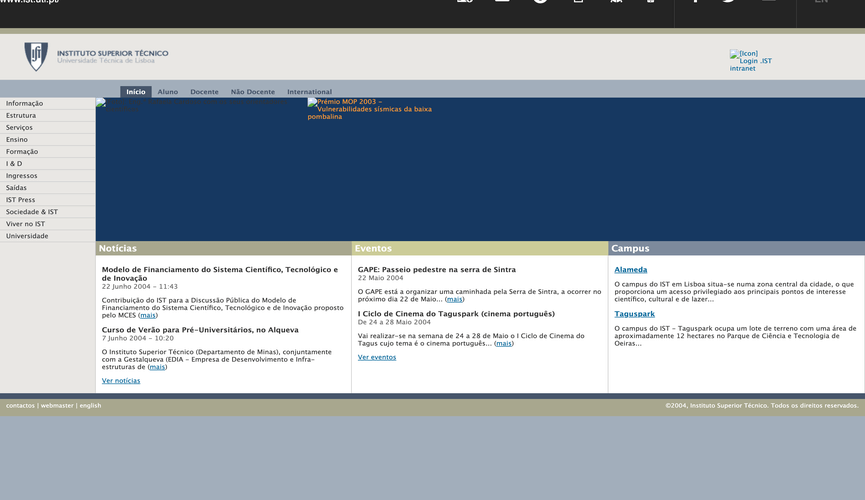 www.ist.utl.pt
EN
INSTITUTO SUPERIOR TÉCNICO
Universidade Técnica de Lisboa
[Icon]
Login .IST
intranet
Início Aluno Docente Não Docente International
Informação
Estrutura
Serviços
Ensino
Formação
I & D
Ingressos
Saídas
IST Press
Sociedade & IST
Viver no IST
Universidade
Prémio MOP 2003 –
Vulnerabilidades sísmicas da baixa
pombalina
Notícias
Modelo de Financiamento do Sistema Científico, Tecnológico e
de Inovação
22 Junho 2004 - 11:43
Contribuição do IST para a Discussão Pública do Modelo de
Financiamento do Sistema Científico, Tecnológico e de Inovação proposto
pelo MCES (mais)
Curso de Verão para Pré-Universitários, no Alqueva
7 Junho 2004 - 10:20
O Instituto Superior Técnico (Departamento de Minas), conjuntamente
com a Gestalqueva (EDIA - Empresa de Desenvolvimento e Infra-
estruturas de (mais)
Ver notícias
Eventos
GAPE: Passeio pedestre na serra de Sintra
22 Maio 2004
O GAPE está a organizar uma caminhada pela Serra de Sintra, a ocorrer no
próximo dia 22 de Maio... (mais)
I Ciclo de Cinema do Taguspark (cinema português)
De 24 a 28 Maio 2004
Vai realizar-se na semana de 24 a 28 de Maio o I Ciclo de Cinema do
Tagus cujo tema é o cinema português... (mais)
Ver eventos
Campus
Alameda
O campus do IST em Lisboa situa-se numa zona central da cidade, o que
proporciona um acesso privilegiado aos principais pontos de interesse
científico, cultural e de lazer...
Taguspark
O campus do IST - Taguspark ocupa um lote de terreno com uma área de
aproximadamente 12 hectares no Parque de Ciência e Tecnologia de
Oeiras...
contactos | webmaster | english
©2004, Instituto Superior Técnico. Todos os direitos reservados.